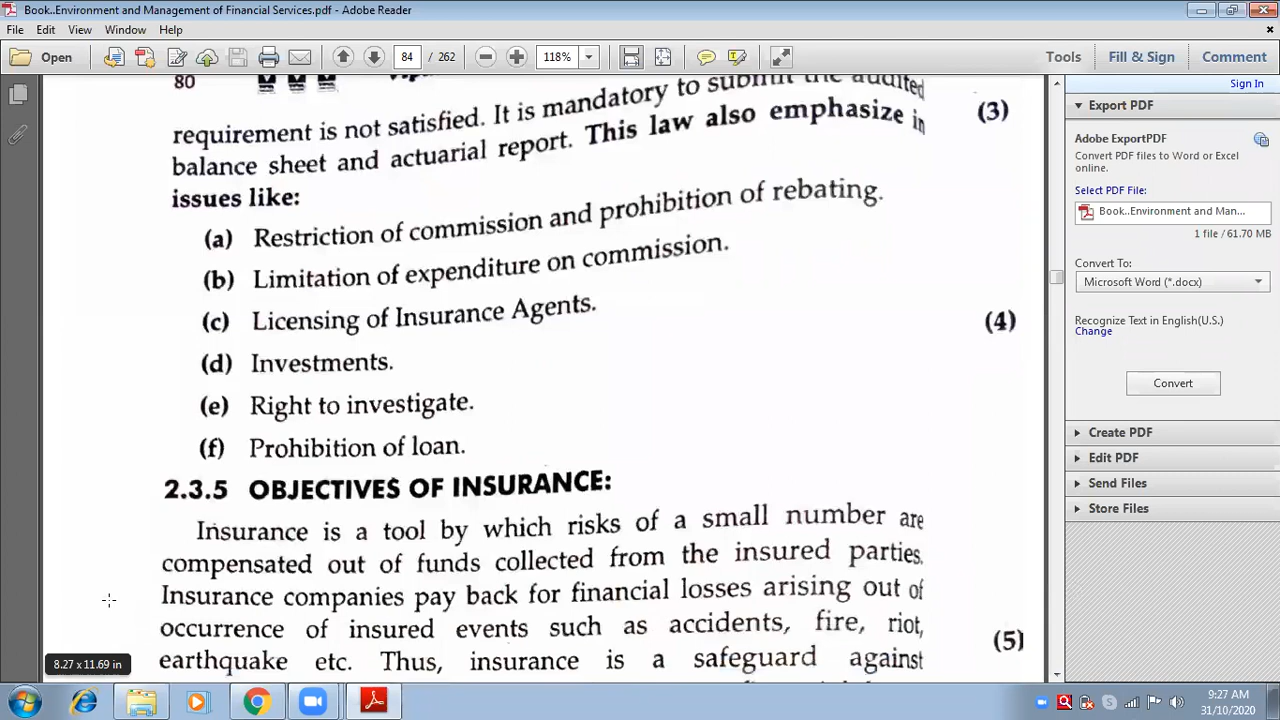 Book..Environment and Management of Financial Services.pdf - Adobe Reader
File Edit View Window Help
Open 84 / 262 118% Tools Fill & Sign Comment
80
requirement is not satisfied. It is mandatory to submit the audited
balance sheet and actuarial report. This law also emphasize in
issues like:
(a) Restriction of commission and prohibition of rebating.
(b) Limitation of expenditure on commission.
(c) Licensing of Insurance Agents.
(d) Investments.
(e) Right to investigate.
(f) Prohibition of loan.
2.3.5 OBJECTIVES OF INSURANCE:
Insurance is a tool by which risks of a small number are
compensated out of funds collected from the insured parties.
Insurance companies pay back for financial losses arising out of
occurrence of insured events such as accidents, fire, riot,
earthquake etc. Thus, insurance is a safeguard against
(3)
(4)
(5)
8.27 x 11.69 in
Sign In
Export PDF
Adobe ExportPDF
Convert PDF files to Word or Excel
online.
Select PDF File:
Book..Environment and Man...
1 file / 61.70 MB
Convert To:
Microsoft Word (*.docx)
Recognize Text in English(U.S.)
Change
Convert
Create PDF
Edit PDF
Send Files
Store Files
9:27 AM
31/10/2020